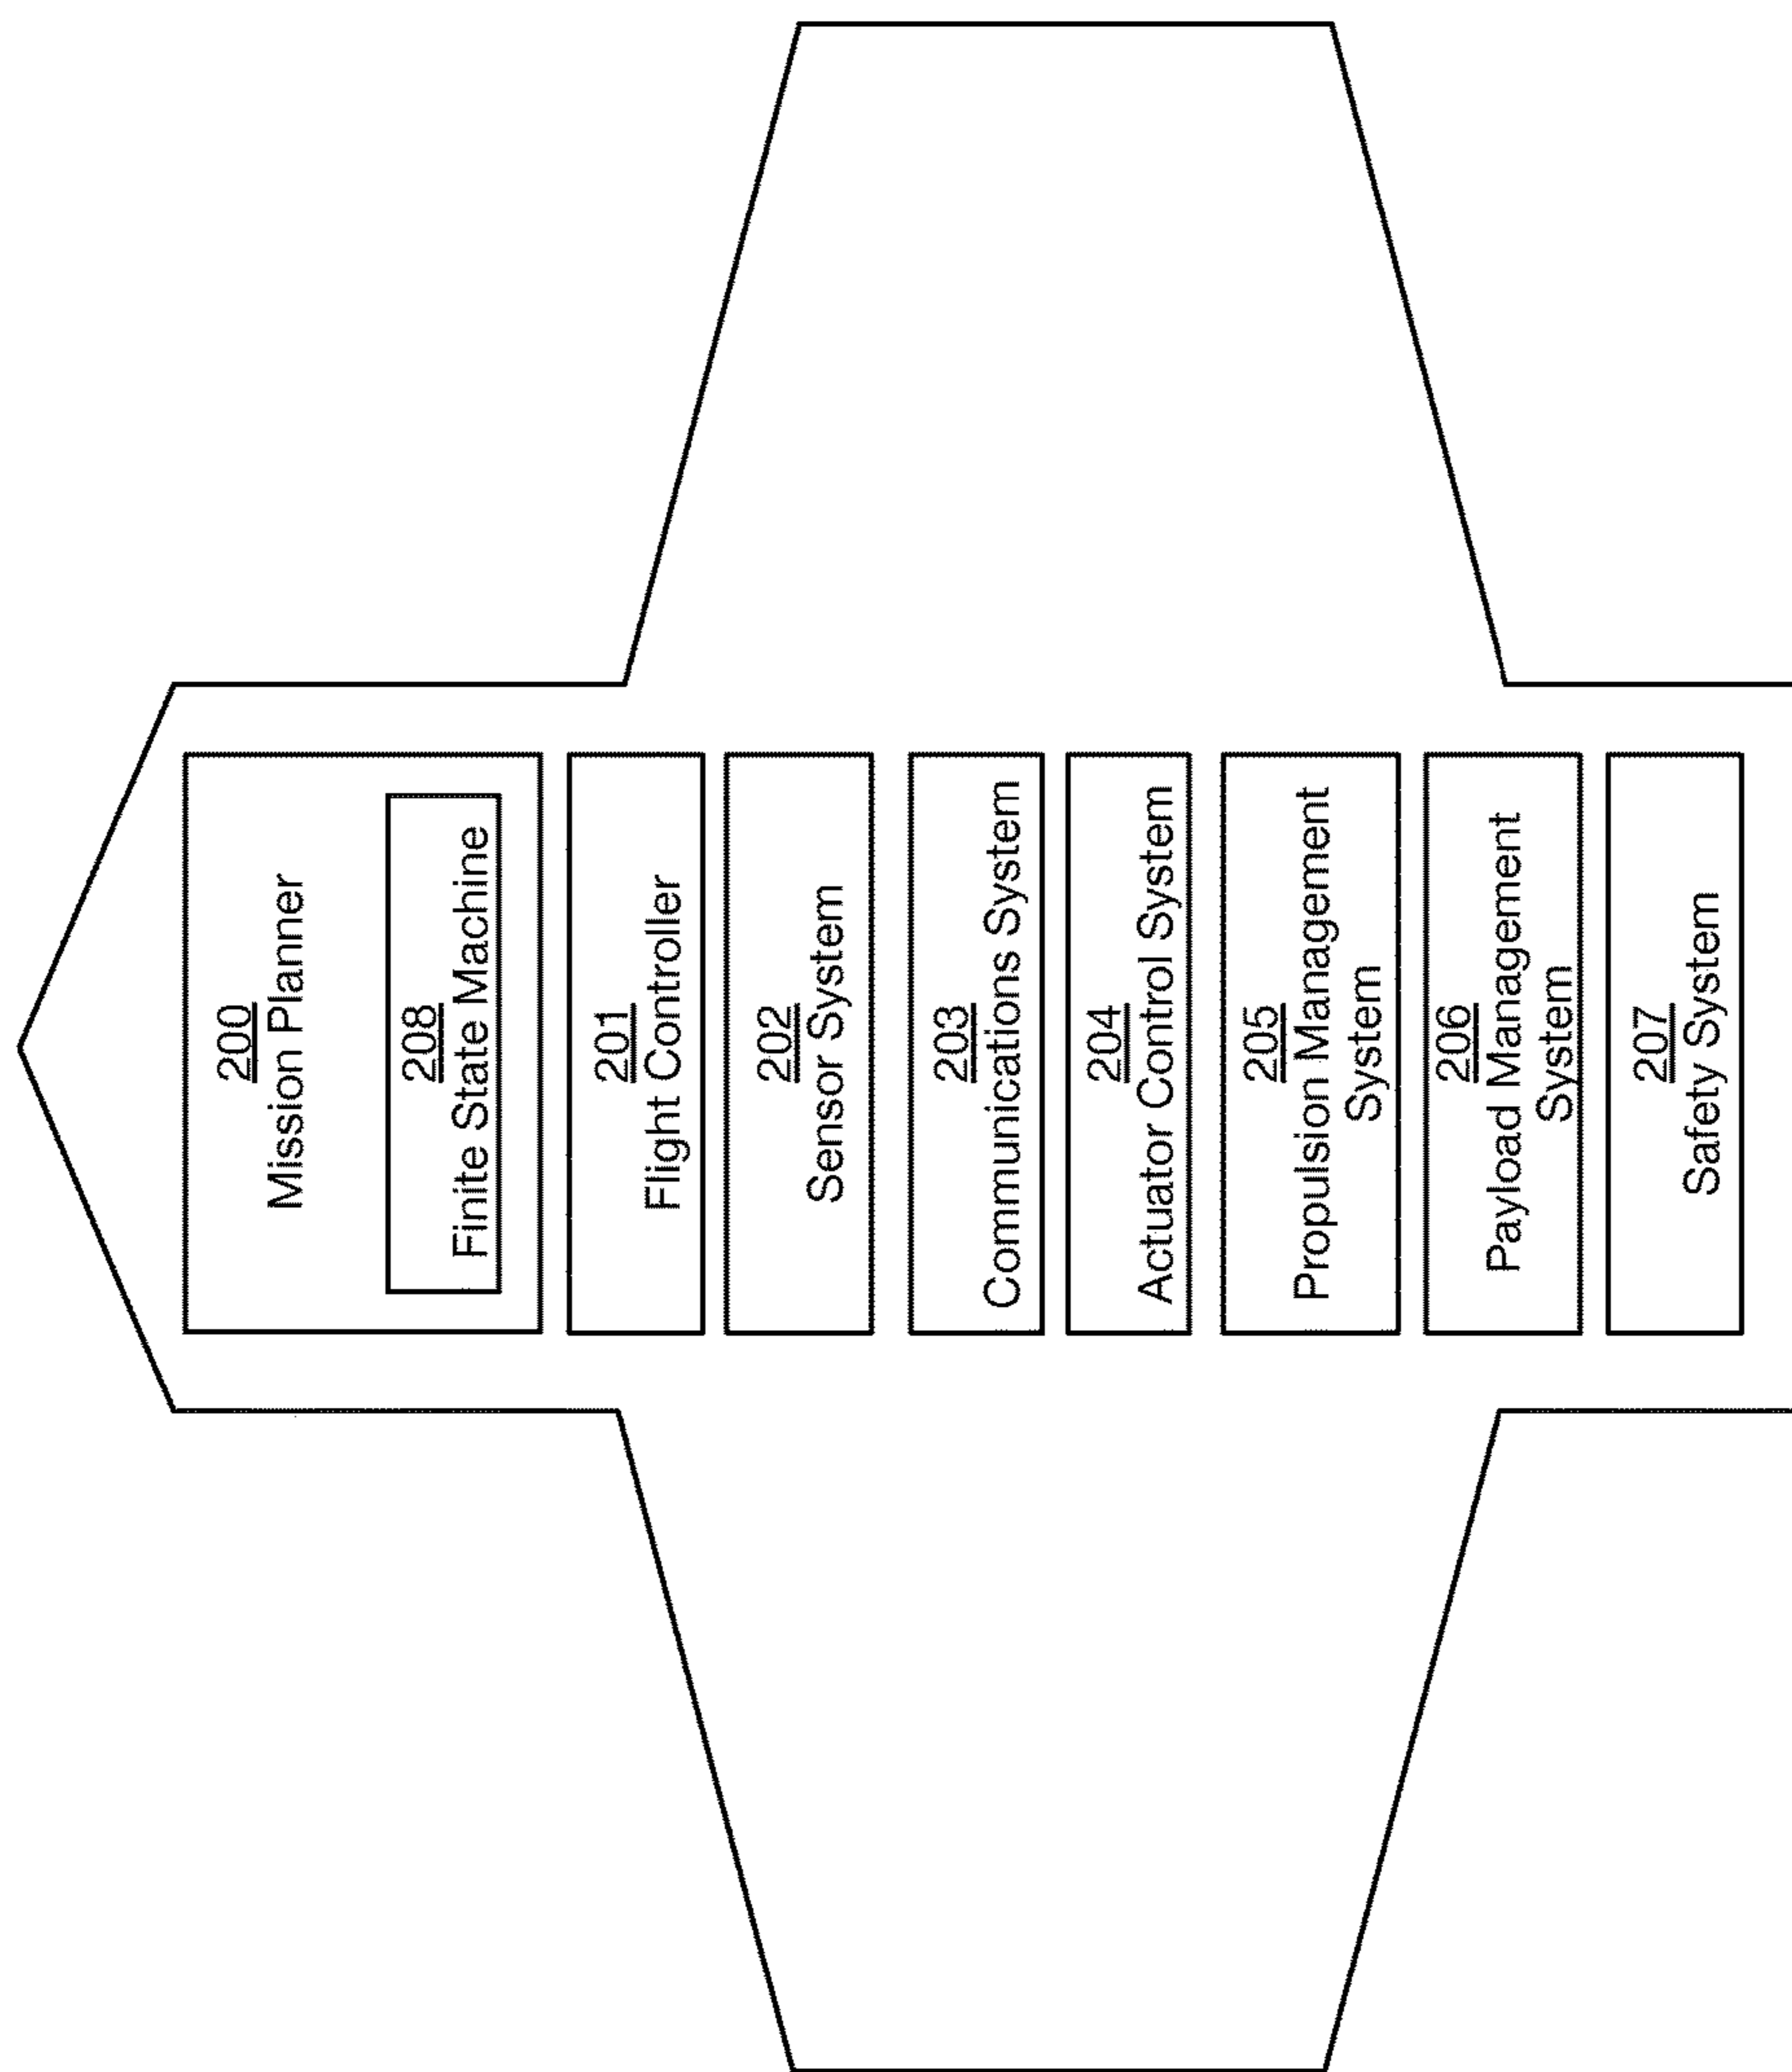 200
Mission Planner
208
Finite State Machine
201
Flight Controller
202
Sensor System
203
Communications System
204
Actuator Control System
205
Propulsion Management
System
206
Payload Management
System
207
Safety System